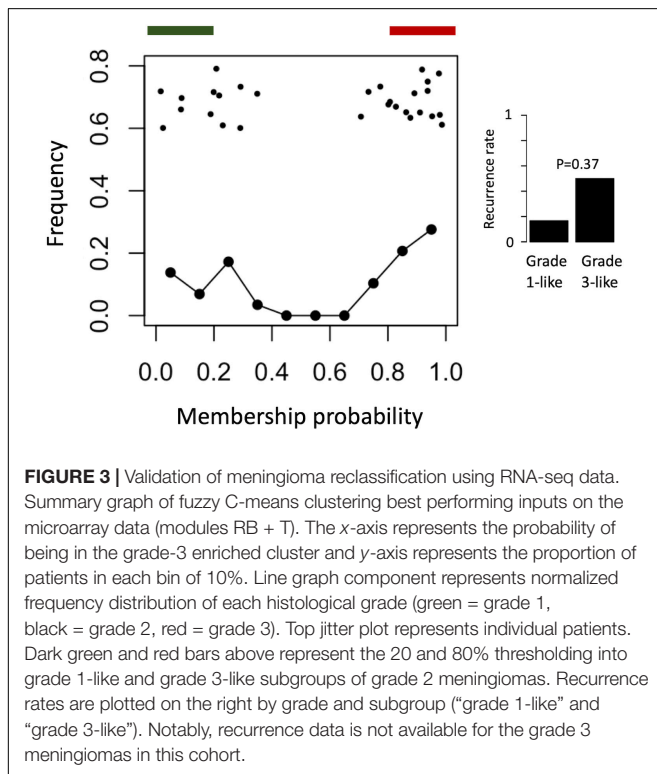 0.8
0.6
0.4
0.2
0.0
Frequency
0.0 0.2 0.4 0.6 0.8 1.0
Membership probability
1
P=0.37
Recurrence rate
0
Grade 1-like
Grade 3-like
FIGURE 3 | Validation of meningioma reclassification using RNA-seq data.
Summary graph of fuzzy C-means clustering best performing inputs on the
microarray data (modules RB + T). The x-axis represents the probability of
being in the grade-3 enriched cluster and y-axis represents the proportion of
patients in each bin of 10%. Line graph component represents normalized
frequency distribution of each histological grade (green = grade 1,
black = grade 2, red = grade 3). Top jitter plot represents individual patients.
Dark green and red bars above represent the 20 and 80% thresholding into
grade 1-like and grade 3-like subgroups of grade 2 meningiomas. Recurrence
rates are plotted on the right by grade and subgroup (“grade 1-like” and
“grade 3-like”). Notably, recurrence data is not available for the grade 3
meningiomas in this cohort.